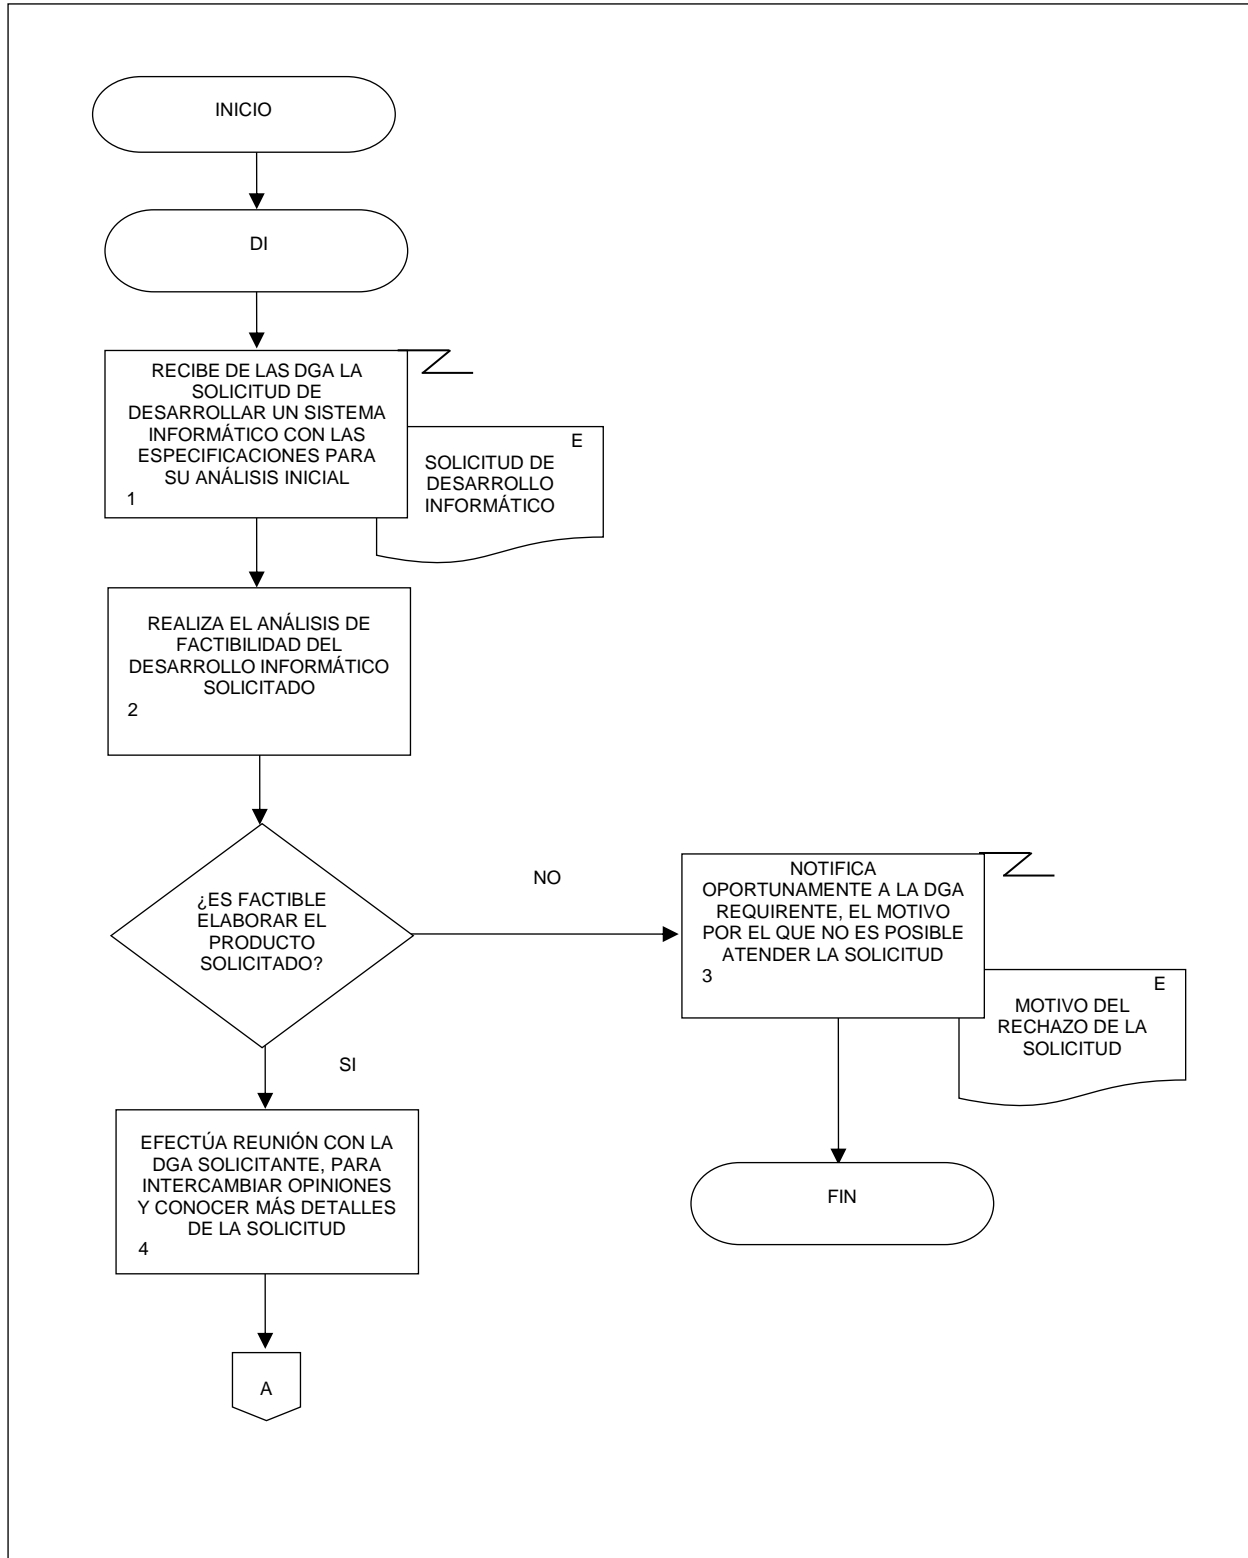 INICIO
DI
RECIBE DE LAS DGA LA
SOLICITUD DE
DESARROLLAR UN SISTEMA
INFORMÁTICO CON LAS
ESPECIFICACIONES PARA
SU ANÁLISIS INICIAL
1
E
SOLICITUD DE
DESARROLLO
INFORMÁTICO
REALIZA EL ANÁLISIS DE
FACTIBILIDAD DEL
DESARROLLO INFORMÁTICO
SOLICITADO
2
¿ES FACTIBLE
ELABORAR EL
PRODUCTO
SOLICITADO?
NO
NOTIFICA
OPORTUNAMENTE A LA DGA
REQUIRENTE, EL MOTIVO
POR EL QUE NO ES POSIBLE
ATENDER LA SOLICITUD
3
E
MOTIVO DEL
RECHAZO DE LA
SOLICITUD
FIN
SI
EFECTÚA REUNIÓN CON LA
DGA SOLICITANTE, PARA
INTERCAMBIAR OPINIONES
Y CONOCER MÁS DETALLES
DE LA SOLICITUD
4
A